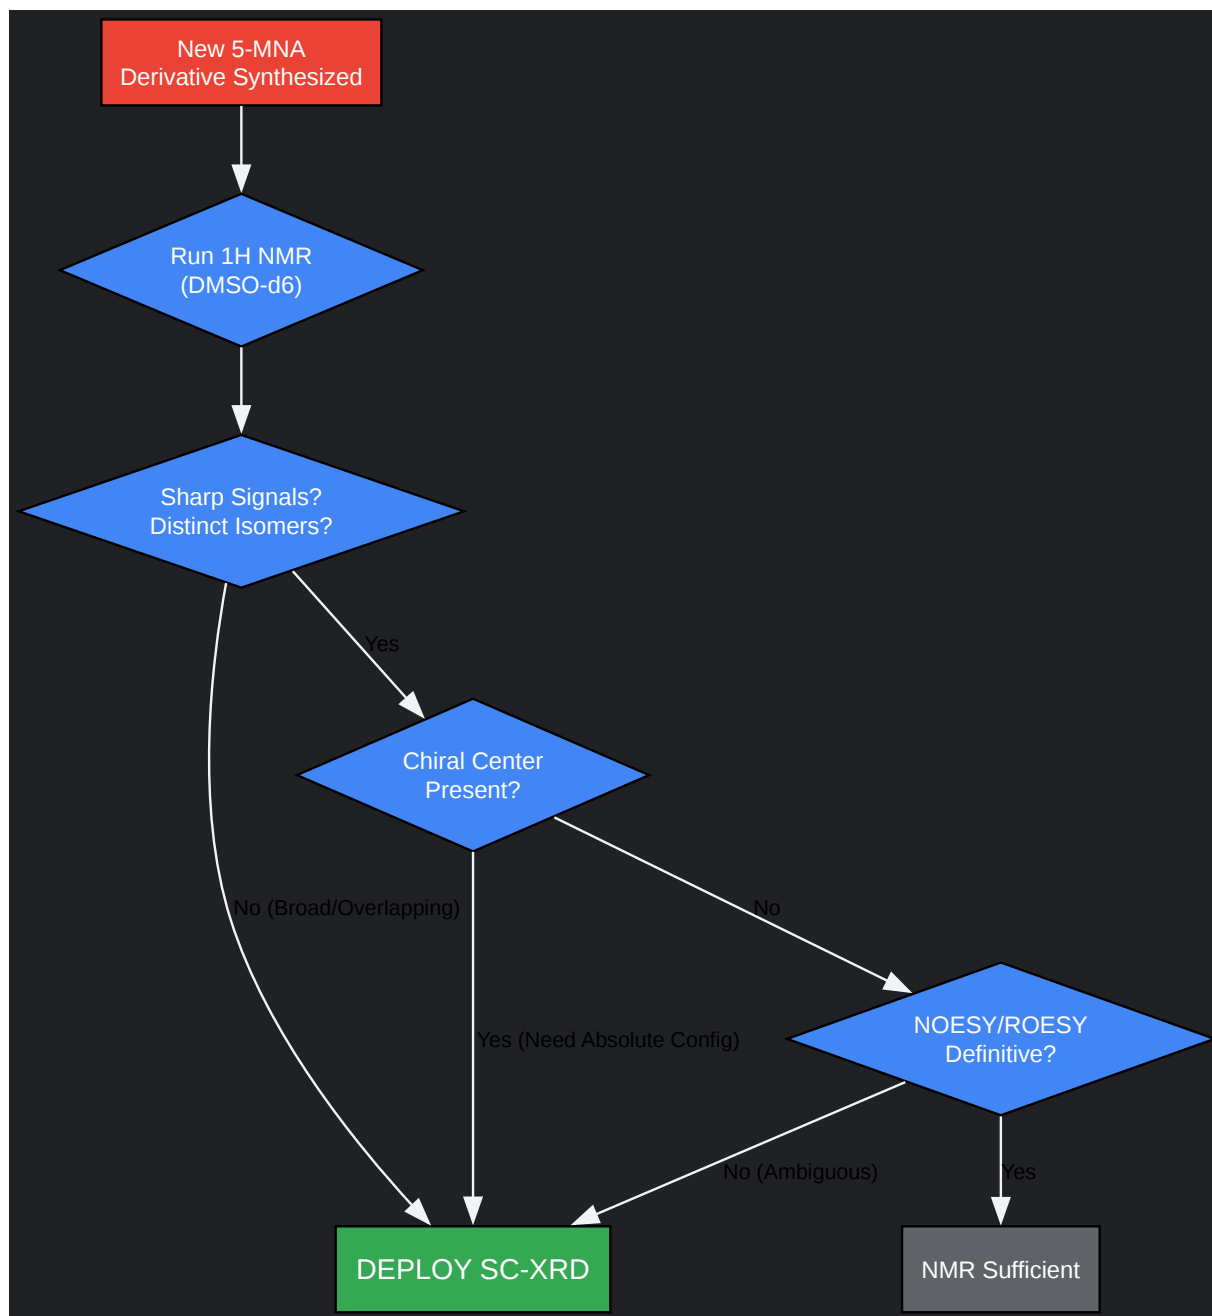 New 5-MNA
Derivative Synthesized
Run 1H NMR
(DMSO-d6)
Sharp Signals?
Distinct Isomers?
Yes
Chiral Center
Present?
No (Broad/Overlapping)
No
Yes (Need Absolute Config)
NOESY/ROESY
Definitive?
No (Ambiguous)
Yes
DEPLOY SC-XRD
NMR Sufficient